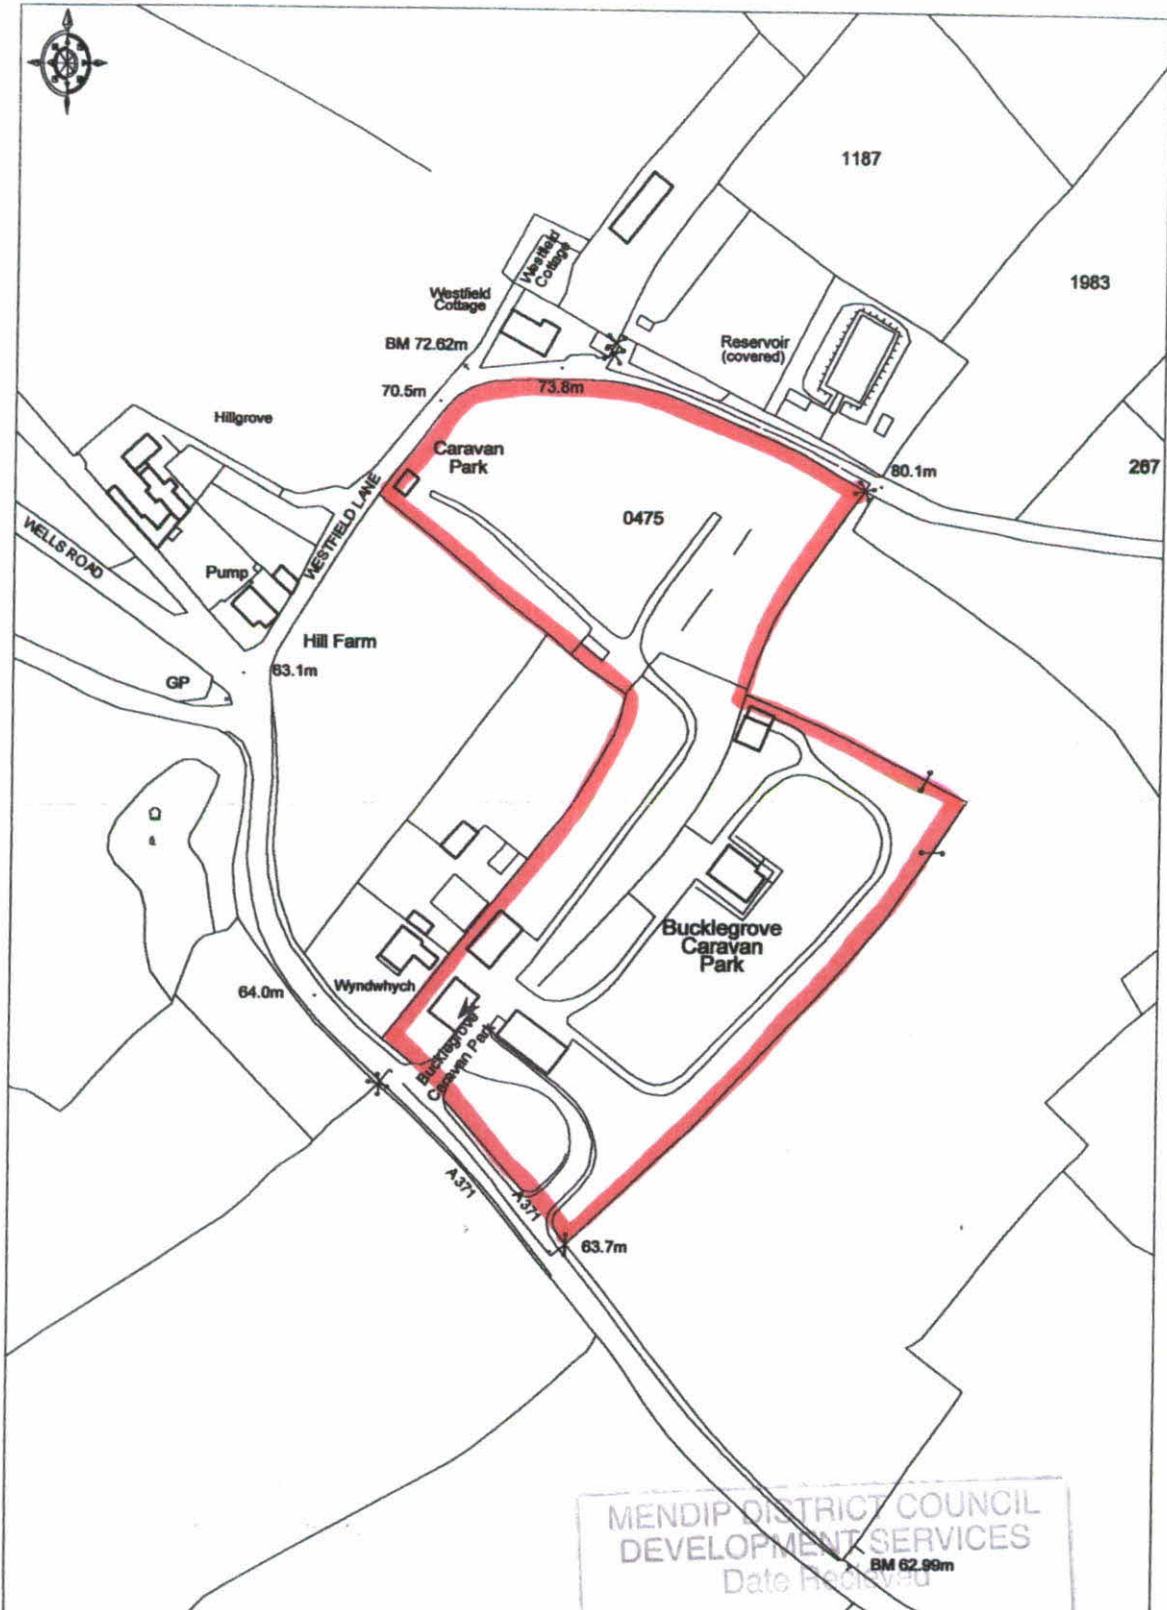 1187
1983
267
Westfield
Cottage
Westfield
Cottage
BM 72.62m
Reservoir
(covered)
70.5m
73.8m
Hillgrove
Caravan
Park
80.1m
0475
WELLS ROAD
WESTFIELD LANE
Pump
Hill Farm
63.1m
GP
Bucklegrove
Caravan
Park
Wyndwhych
64.0m
Bucklegrove
Caravan Park
A371
A371
63.7m
MENDIP DISTRICT COUNCIL
DEVELOPMENT SERVICES
BM 62.99m
Date Recieved